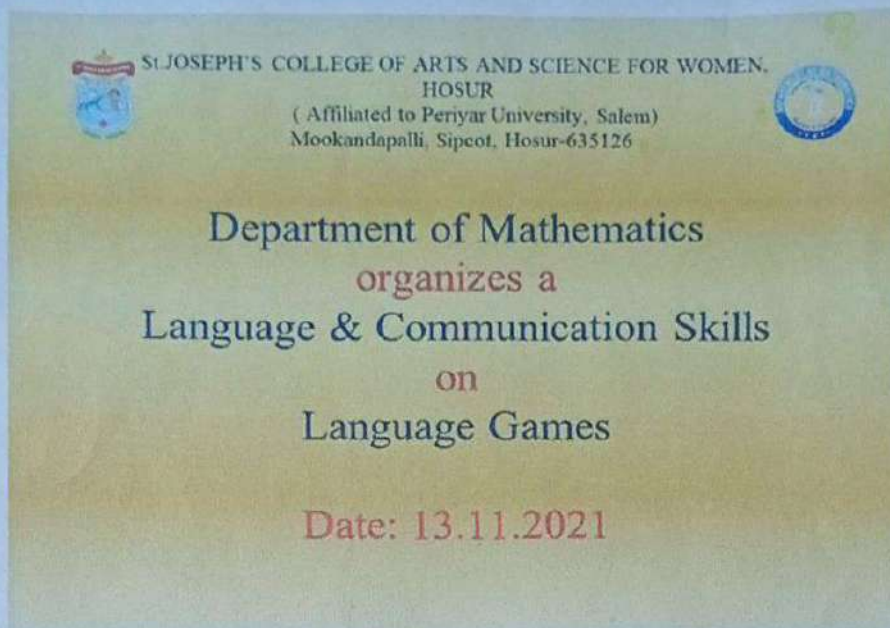 St.JOSEPH'S COLLEGE OF ARTS AND SCIENCE FOR WOMEN.
HOSUR
( Affiliated to Periyar University, Salem)
Mookandapalli, Sipcot, Hosur-635126
Department of Mathematics
organizes a
Language & Communication Skills
on
Language Games
Date: 13.11.2021